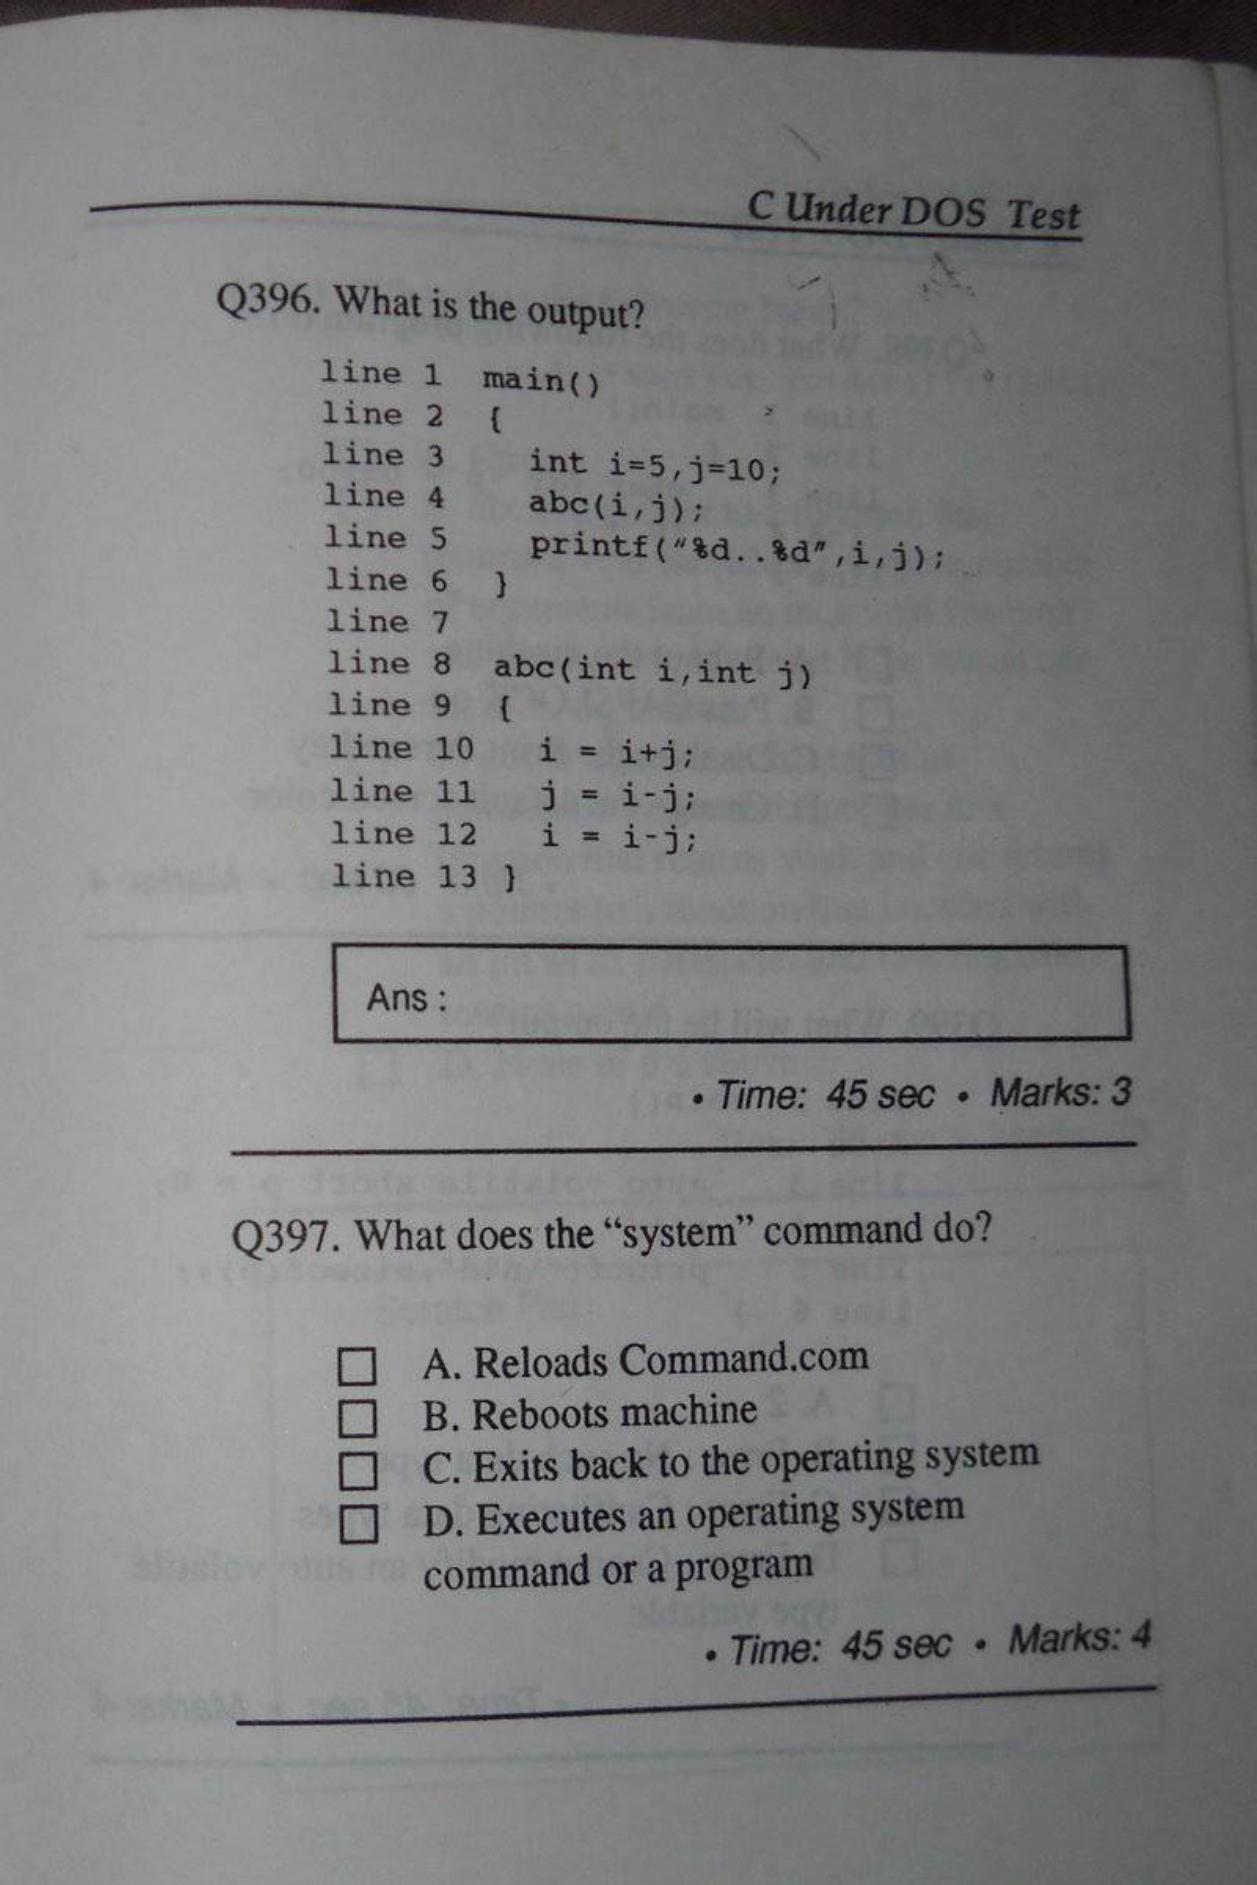 C Under DOS Test
Q396. What is the output?
line 1 main()
line 2 {
line 3 int i=5,j=10;
line 4 abc(i,j);
line 5 printf("%d..%d",i,j);
line 6 }
line 7
line 8 abc(int i,int j)
line 9 {
line 10 i = i+j;
line 11 j = i-j;
line 12 i = i-j;
line 13 }
Ans :
• Time: 45 sec • Marks: 3
Q397. What does the “system” command do?
A. Reloads Command.com
B. Reboots machine
C. Exits back to the operating system
D. Executes an operating system
command or a program
• Time: 45 sec • Marks: 4